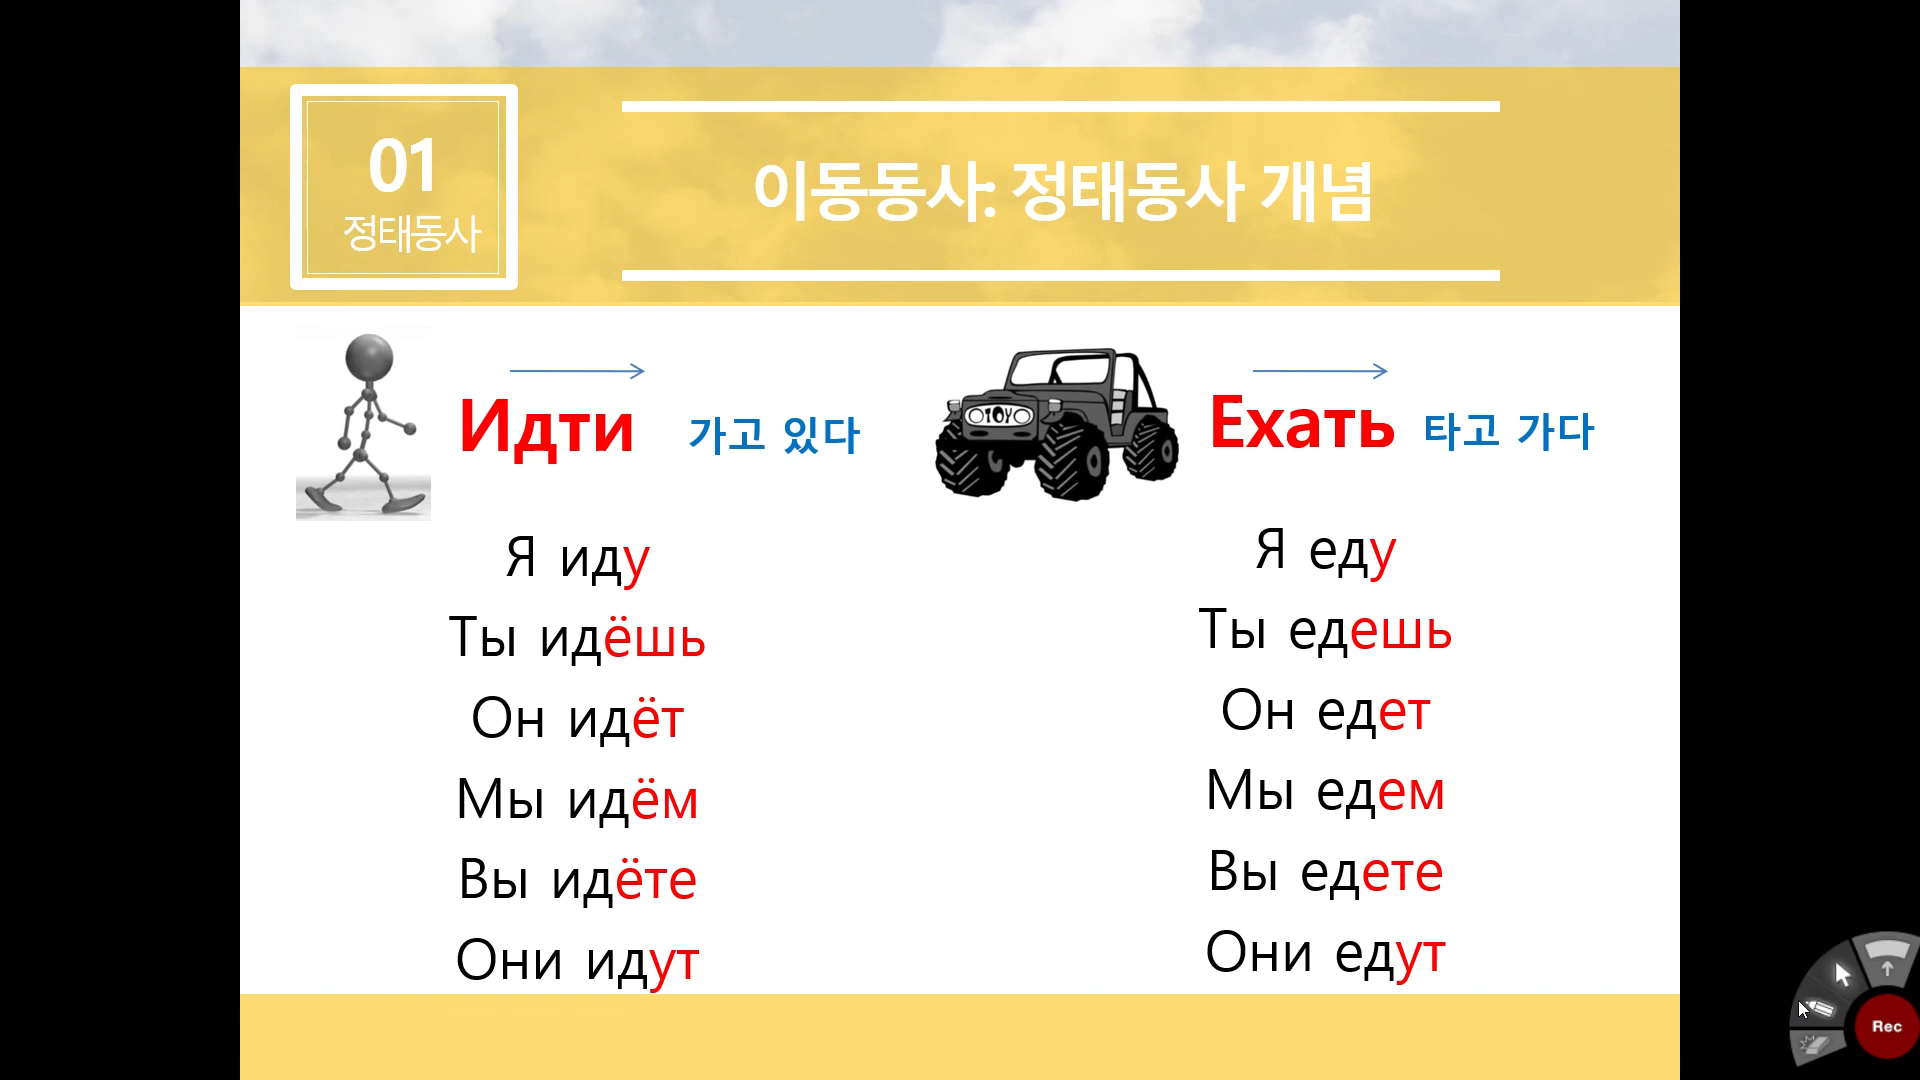 01
정태동사
이동동사: 정태동사 개념
Идти 가고 있다
Я иду
Ты идёшь
Он идёт
Мы идём
Вы идёте
Они идут
TOY
Ехать 타고 가다
Я еду
Ты едешь
Он едет
Мы едем
Вы едете
Они едут
Rec